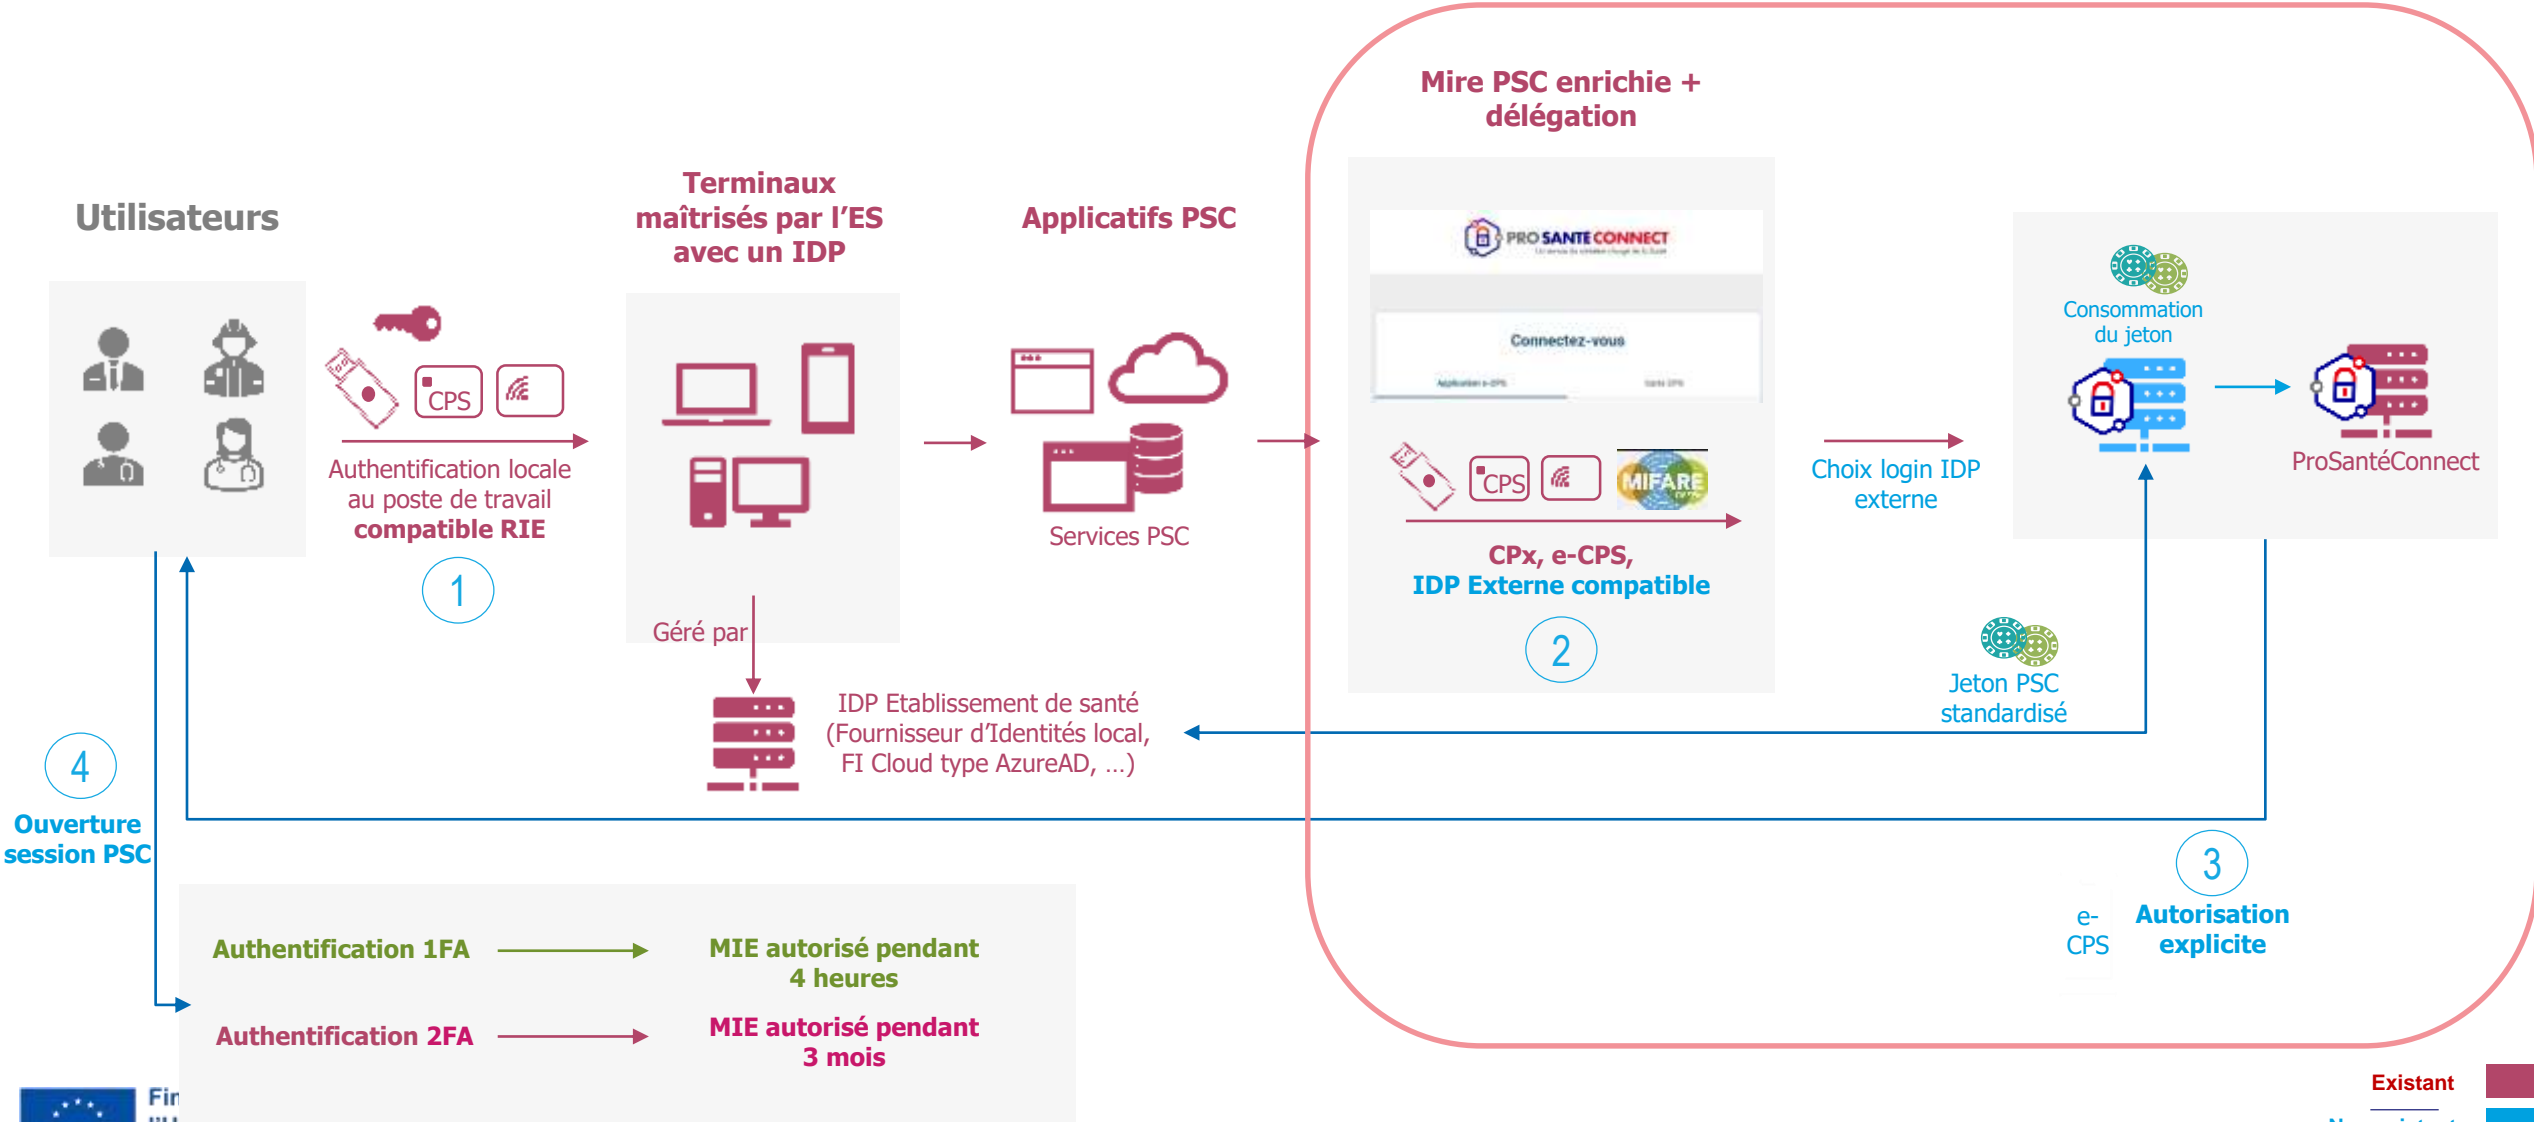 Mire PSC enrichie +
délégation
Utilisateurs
Terminaux
maîtrisés par l'ES
avec un IDP
Applicatifs PSC
PRO SANTE CONNECT
Connectez-vous
Application e-CPS
Carte CPS
Consommation
du jeton
CPS
Authentification locale
au poste de travail
compatible RIE
1
Services PSC
CPS
MIFARE
CPx, e-CPS,
IDP Externe compatible
2
Choix login IDP
externe
ProSantéConnect
Géré par
IDP Etablissement de santé
(Fournisseur d'Identités local,
FI Cloud type AzureAD, ...)
Jeton PSC
standardisé
4
Ouverture
session PSC
3
Autorisation
explicite
e-
CPS
Authentification 1FA
MIE autorisé pendant
4 heures
Authentification 2FA
MIE autorisé pendant
3 mois
Existant